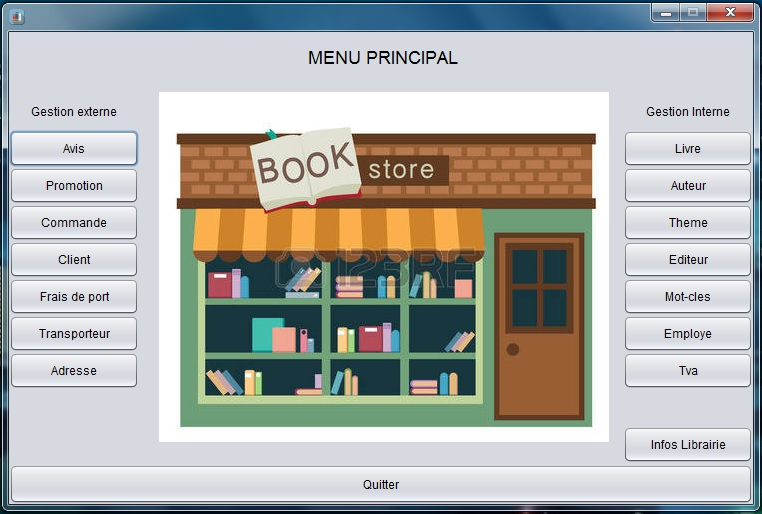 MENU PRINCIPAL
Gestion externe
Avis
Promotion
Commande
Client
Frais de port
Transporteur
Adresse
BOOK store
123RF
Gestion Interne
Livre
Auteur
Theme
Editeur
Mot-cles
Employe
Tva
Infos Librairie
Quitter